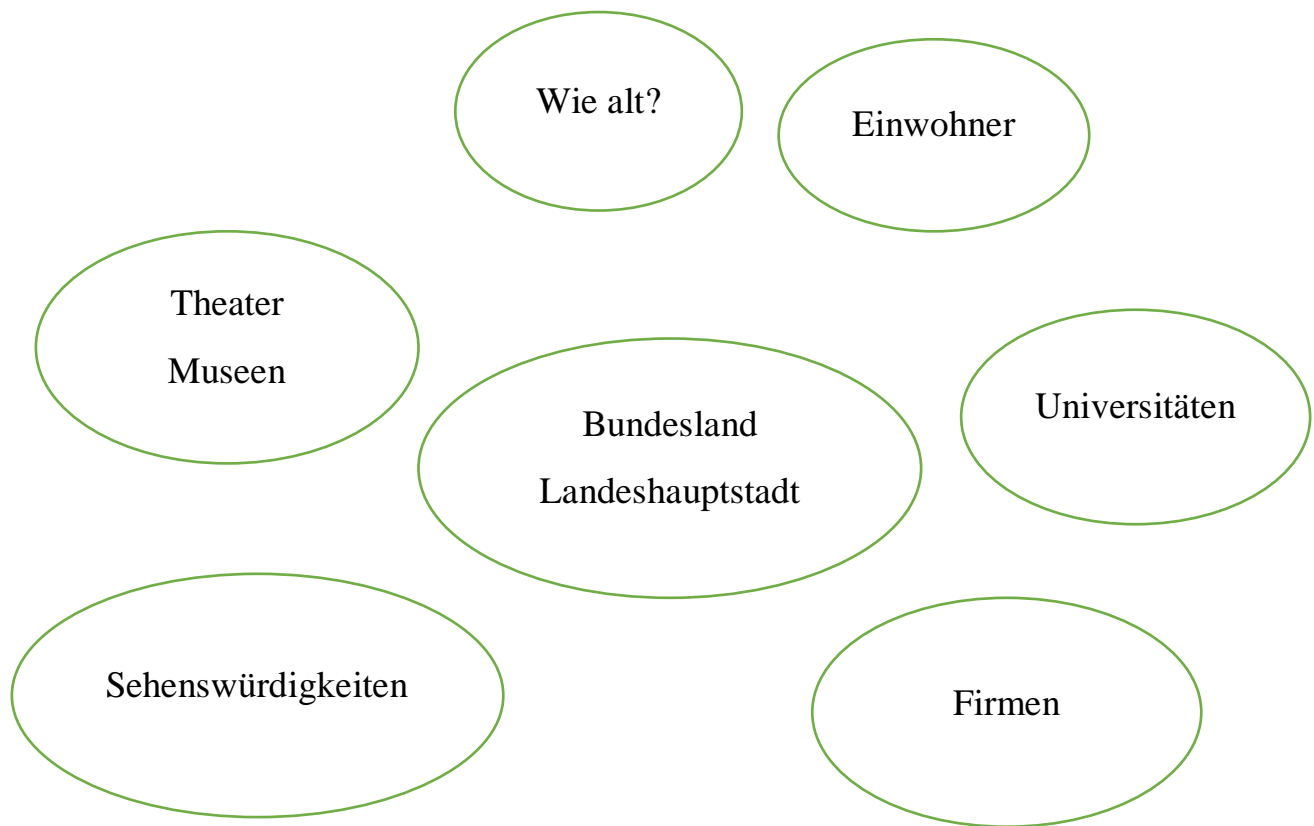 Wie alt?
Einwohner
Theater
Museen
Universitäten
Bundesland
Landeshauptstadt
Sehenswürdigkeiten
Firmen